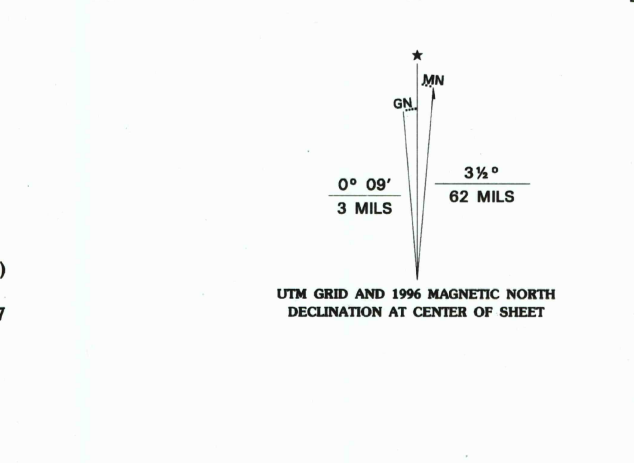 ★
MN
GN
0° 09′
3 MILS
3½°
62 MILS
)
7
UTM GRID AND 1996 MAGNETIC NORTH
DECLINATION AT CENTER OF SHEET